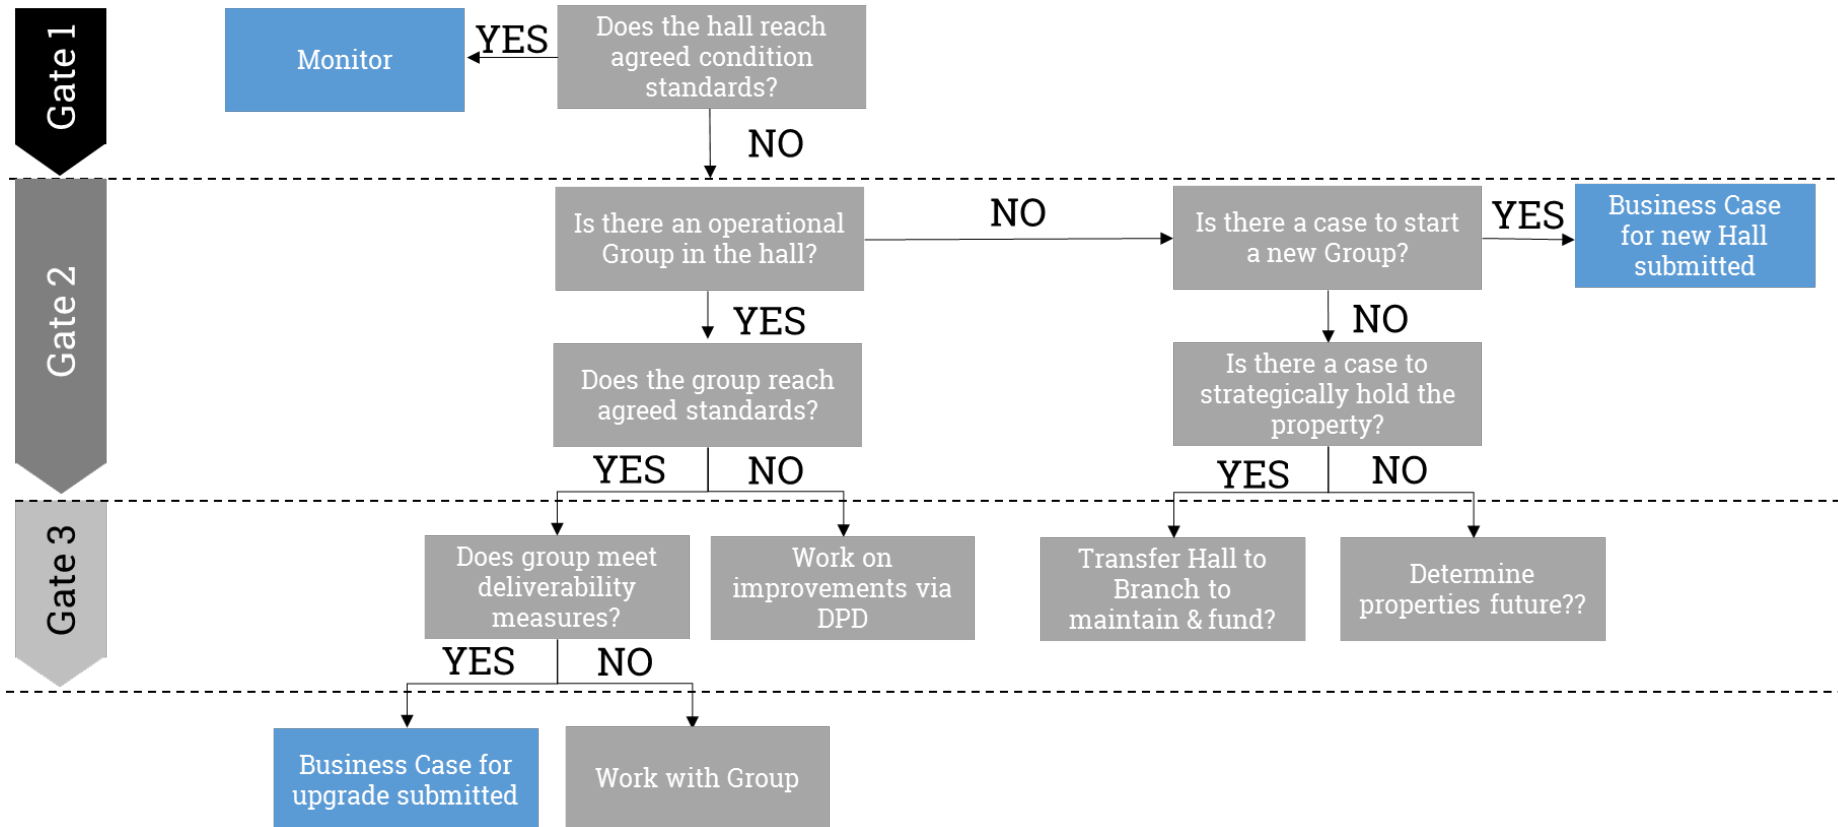 Gate 1
Monitor
YES
Does the hall reach
agreed condition
standards?
NO
Gate 2
Is there an operational
Group in the hall?
NO
Is there a case to start
a new Group?
YES
Business Case
for new Hall
submitted
YES
NO
Does the group reach
agreed standards?
Is there a case to
strategically hold the
property?
YES
NO
YES
NO
Gate 3
Does group meet
deliverability
measures?
Work on
improvements via
DPD
Transfer Hall to
Branch to
maintain & fund?
Determine
properties future??
YES
NO
Business Case for
upgrade submitted
Work with Group